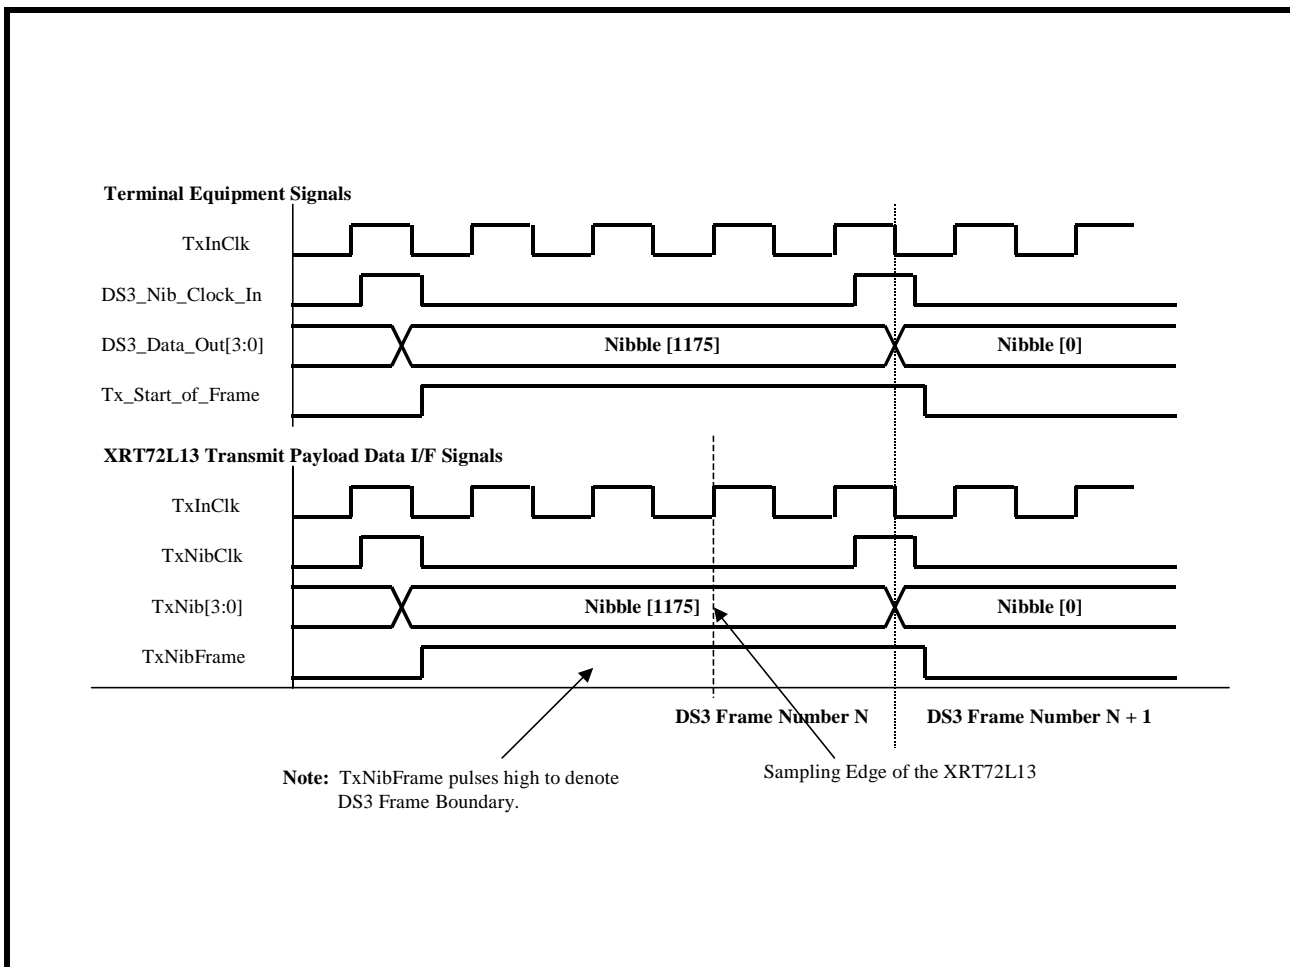 Terminal Equipment Signals
TxInClk
DS3_Nib_Clock_In
DS3_Data_Out[3:0]
Nibble [1175]
Nibble [0]
Tx_Start_of_Frame
XRT72L13 Transmit Payload Data I/F Signals
TxInClk
TxNibClk
TxNib[3:0]
Nibble [1175]
Nibble [0]
TxNibFrame
DS3 Frame Number N
DS3 Frame Number N + 1
Note: TxNibFrame pulses high to denote
DS3 Frame Boundary.
Sampling Edge of the XRT72L13